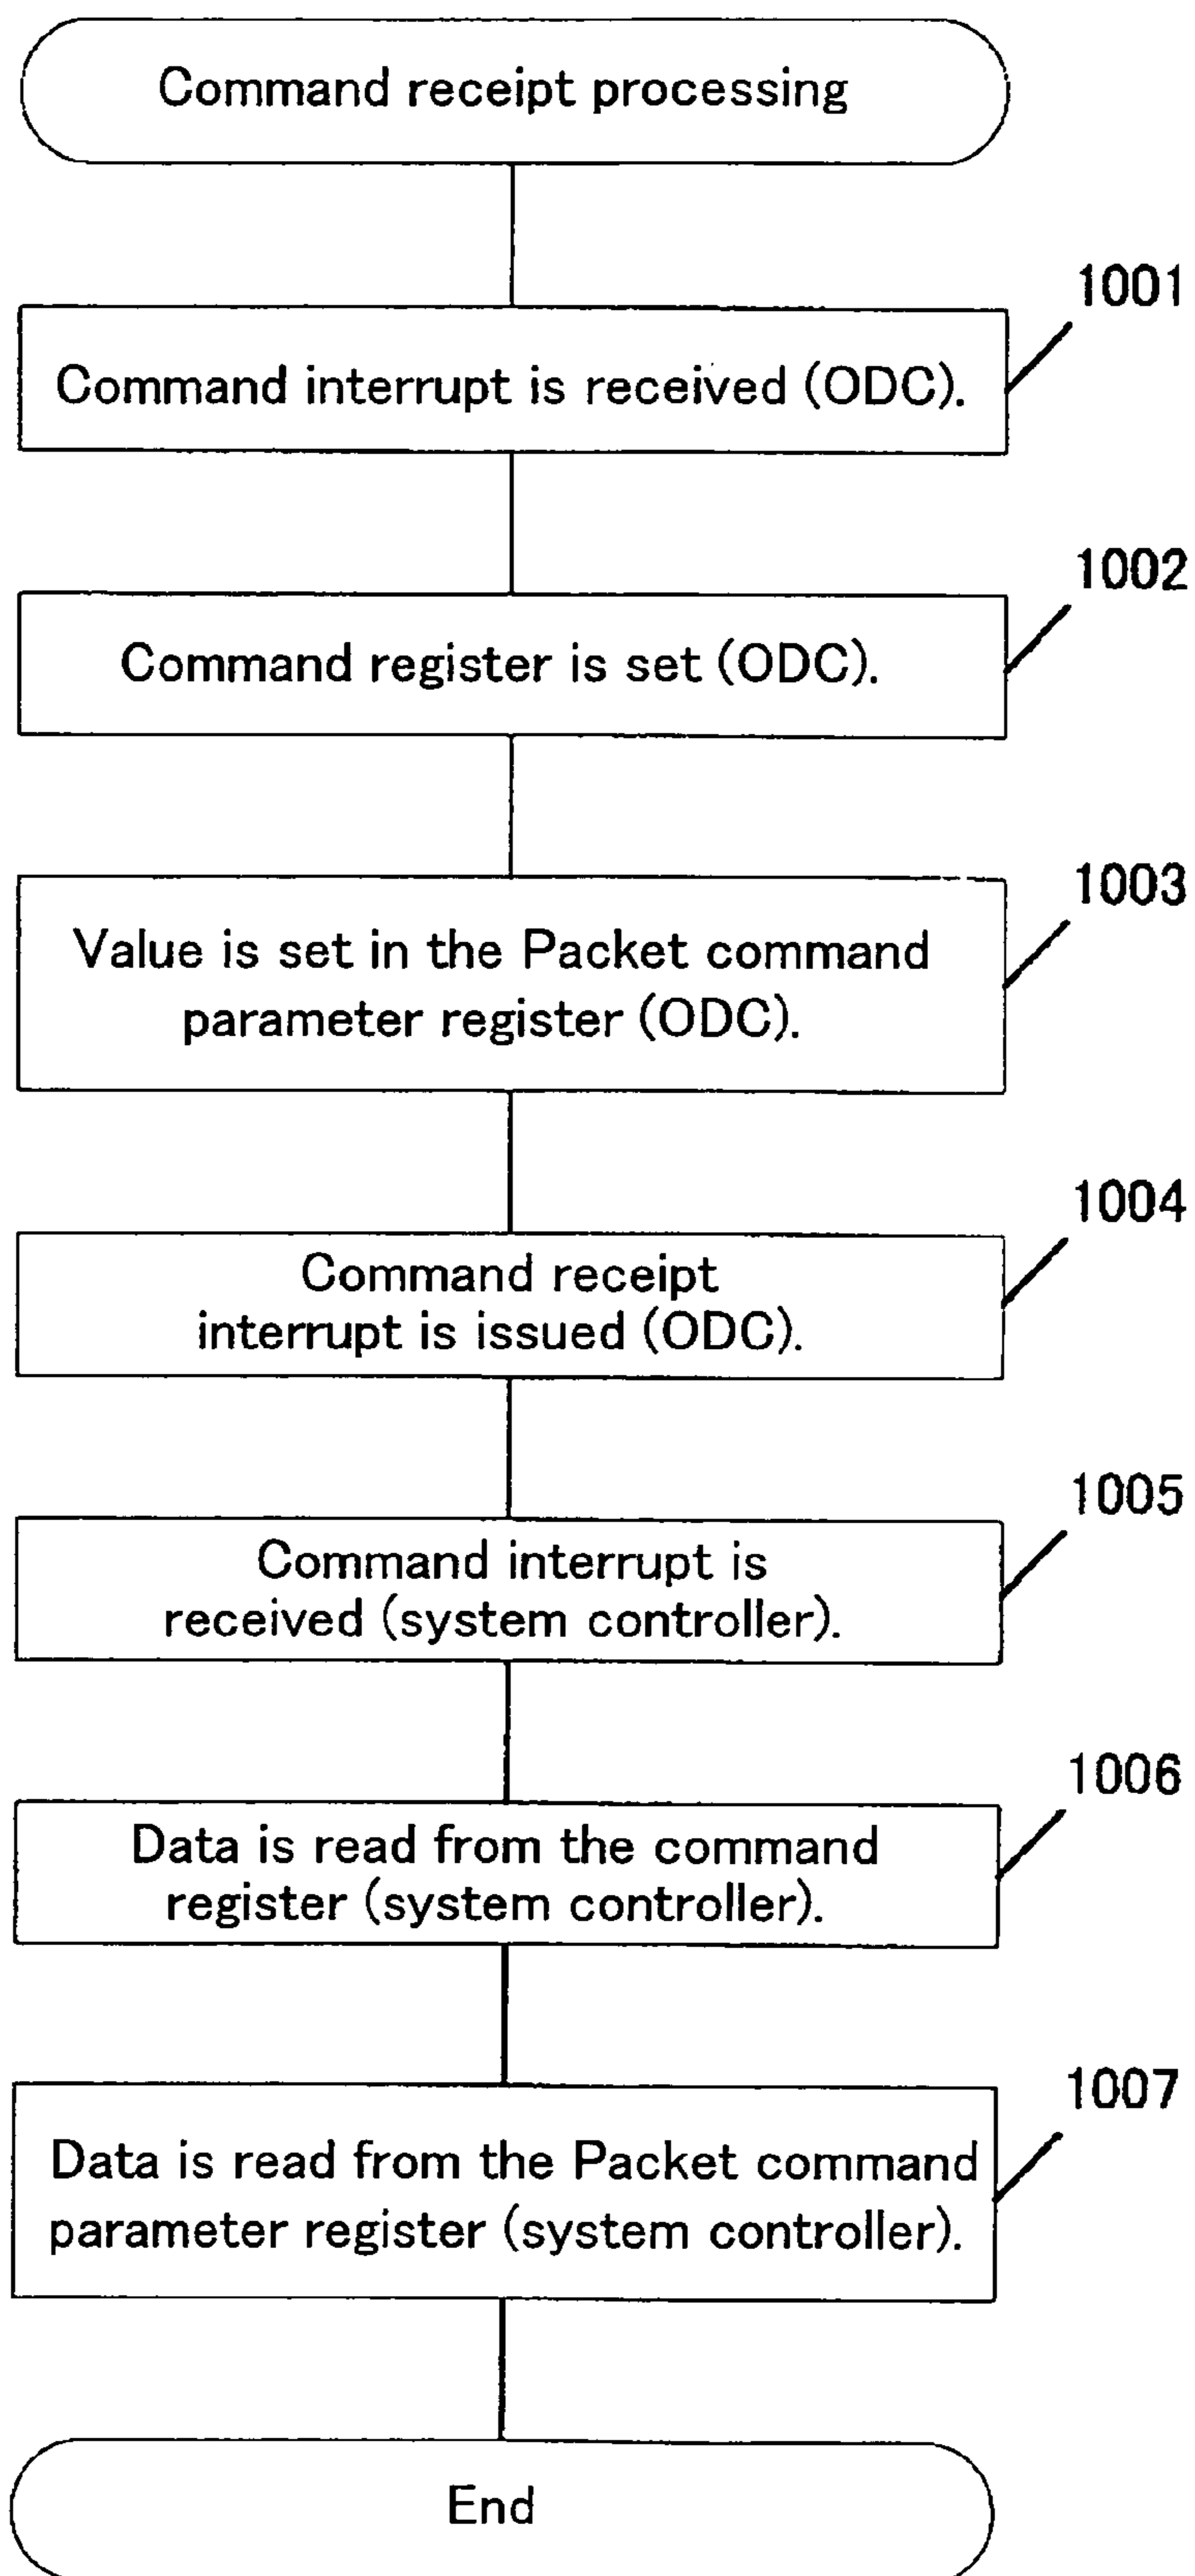 Command receipt processing
1001
Command interrupt is received (ODC).
1002
Command register is set (ODC).
1003
Value is set in the Packet command
parameter register (ODC).
1004
Command receipt
interrupt is issued (ODC).
1005
Command interrupt is
received (system controller).
1006
Data is read from the command
register (system controller).
1007
Data is read from the Packet command
parameter register (system controller).
End